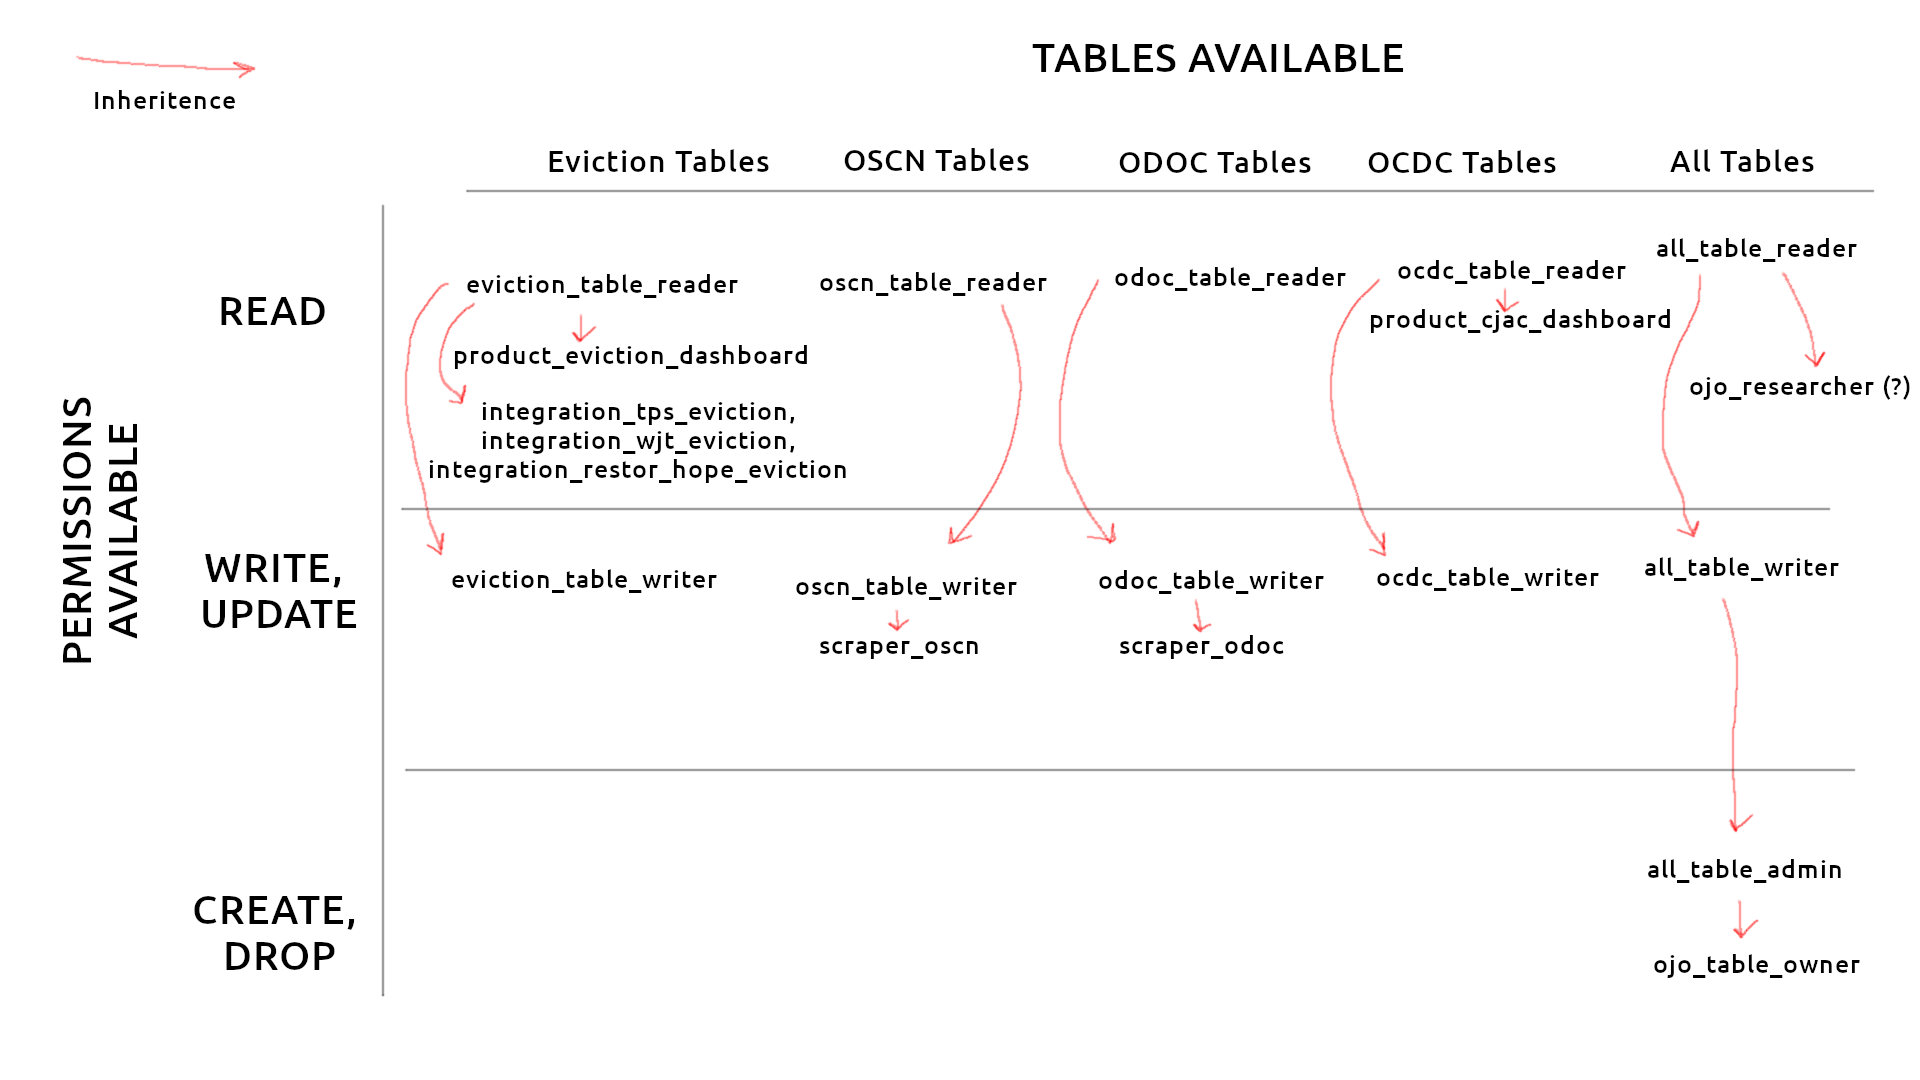 TABLES AVAILABLE
Inheritence
Eviction Tables
OSCN Tables
ODOC Tables
OCDC Tables
All Tables
PERMISSIONS
AVAILABLE
READ
eviction_table_reader
oscn_table_reader
odoc_table_reader
ocdc_table_reader
all_table_reader
product_eviction_dashboard
product_cjac_dashboard
ojo_researcher (?)
integration_tps_eviction,
integration_wjt_eviction,
integration_restor_hope_eviction
WRITE,
UPDATE
eviction_table_writer
oscn_table_writer
odoc_table_writer
ocdc_table_writer
all_table_writer
scraper_oscn
scraper_odoc
CREATE,
DROP
all_table_admin
ojo_table_owner